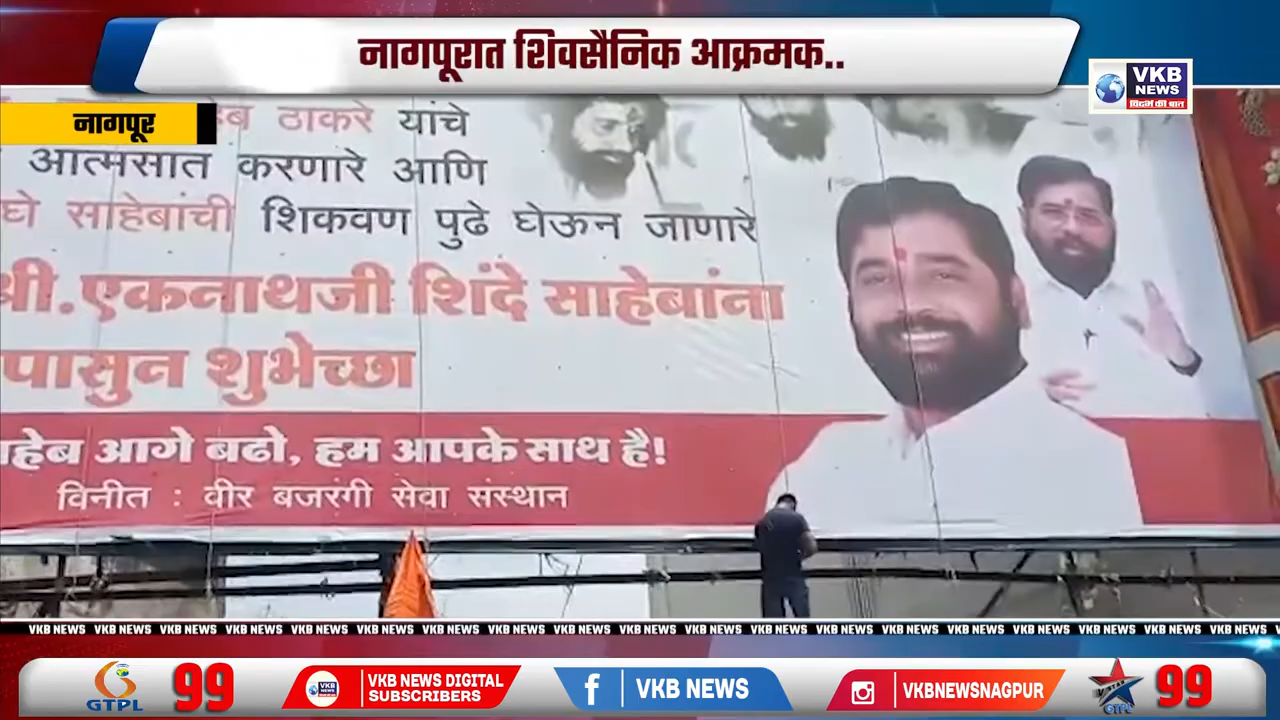 नागपूरात शिवसैनिक आक्रमक..
VKB
NEWS
विदर्भ की बात
नागपूर
ठाकरे यांचे
आत्मसात करणारे आणि
साहेबांची शिकवण पुढे घेऊन जाणारे
श्री.एकनाथजी शिंदे साहेबांना
पासुन शुभेच्छा
आगे बढो, हम आपके साथ है!
विनीत : वीर बजरंगी सेवा संस्थान
VKB NEWS VKB NEWS VKB NEWS VKB NEWS VKB NEWS VKB NEWS VKB NEWS VKB NEWS VKB NEWS VKB NEWS VKB NEWS VKB NEWS VKB NEWS VKB NEWS VKB NEWS VKB NEWS VKB NEWS VKB NEWS VKB NEWS
GTPL 99 VKB NEWS VKB NEWS DIGITAL SUBSCRIBERS f VKB NEWS VKBNEWSNAGPUR GTPL 99